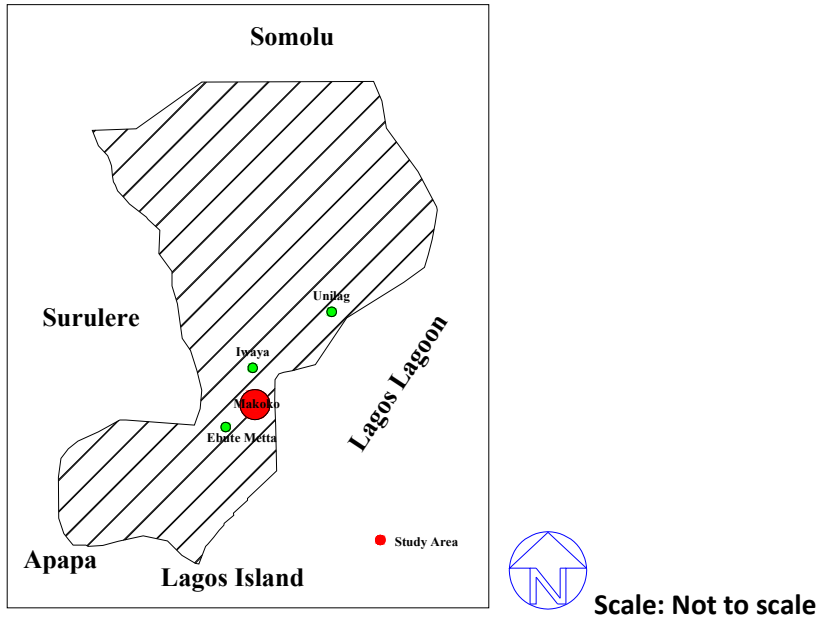 Somolu
Unilag
Surulere
Iwaya
Lagos Lagoon
Makoko
Ebute Metta
Study Area
Apapa
Lagos Island
N
Scale: Not to scale